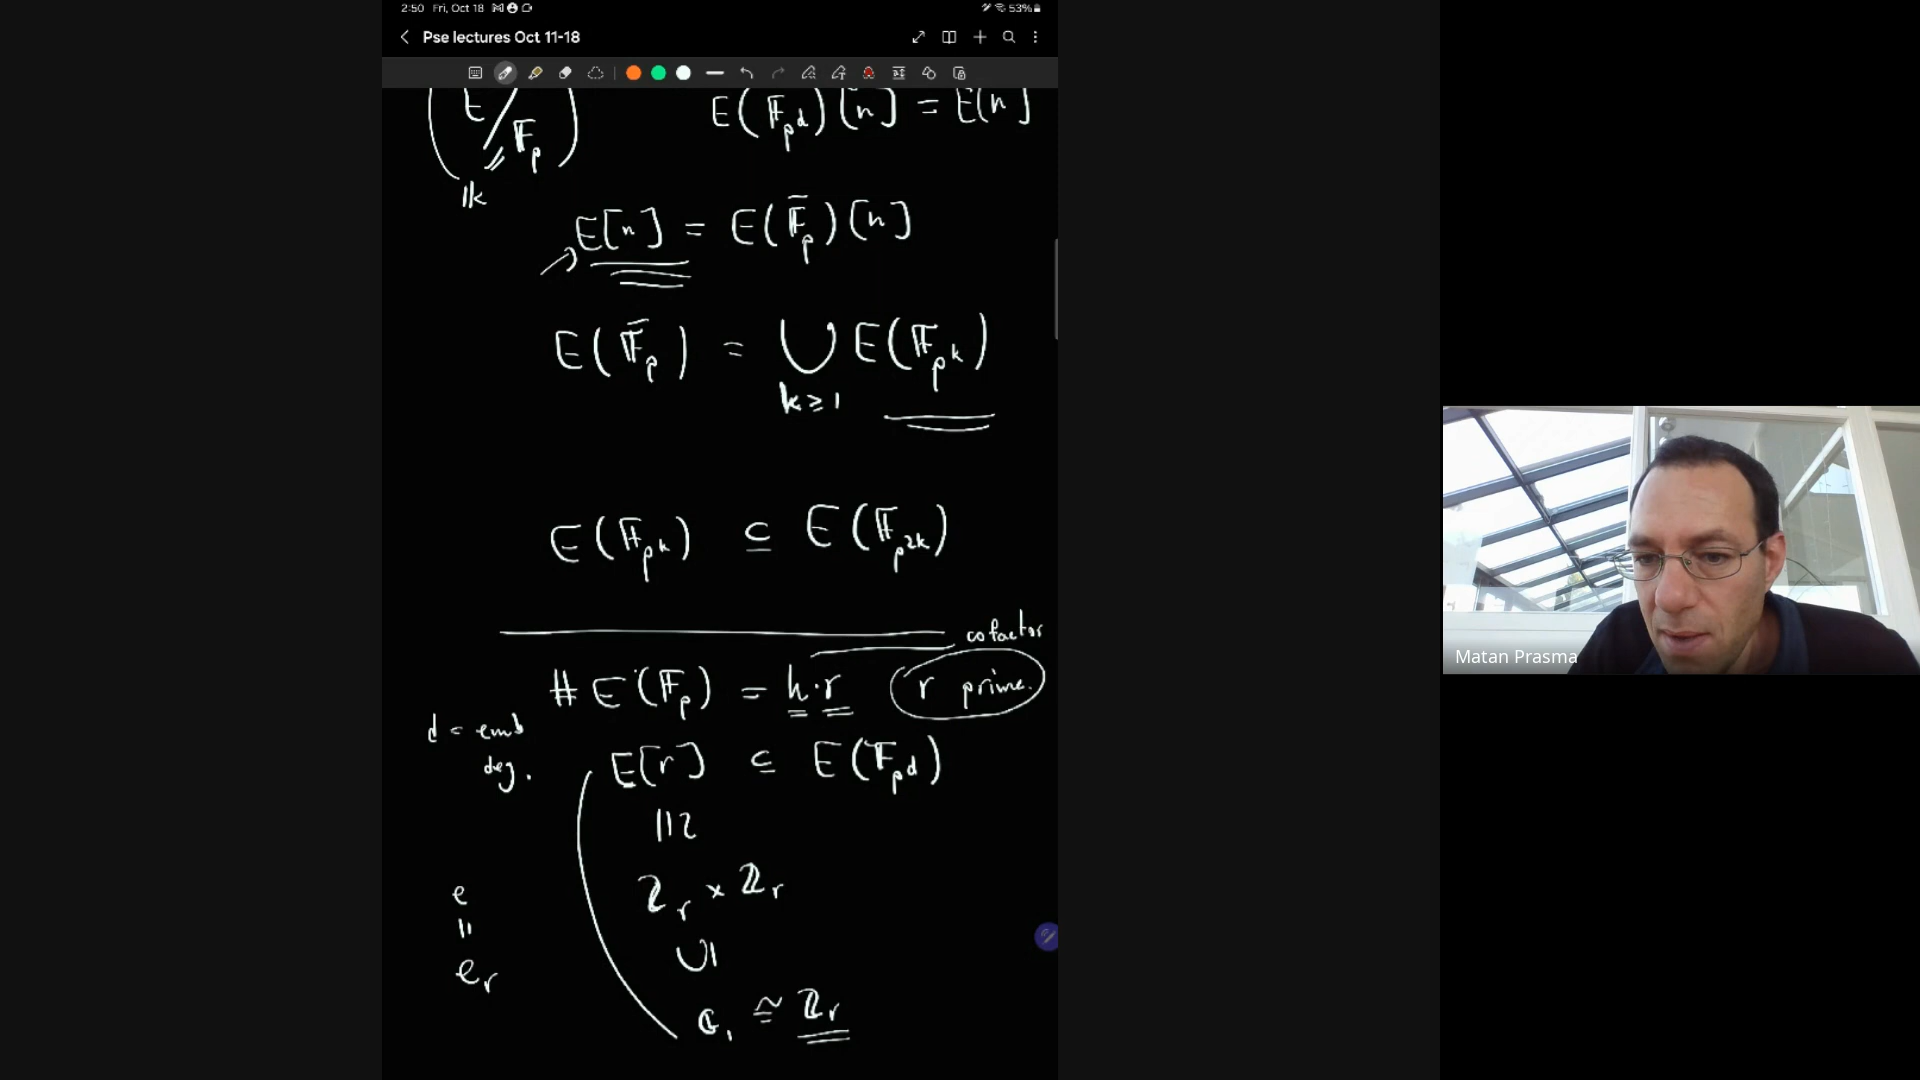 2:50 Fri, Oct 18 53%
Pse lectures Oct 11-18
( E/𝔽_p ) E(𝔽_{p^d})[n] = E[n]
𝕜
E[n] = E(𝔽̄_p)[n]
E(𝔽̄_p) = ⋃_{k≥1} E(𝔽_{p^k})
E(𝔽_{p^k}) ⊆ E(𝔽_{p^{2k}})
cofactor
# E(𝔽_p) = h·r (r prime.)
d = emb deg.
E[r] ⊆ E(𝔽_{p^d})
≅
ℤ_r × ℤ_r
∪|
G_1 ≅ ℤ_r
e
=
e_r
Matan Prasma